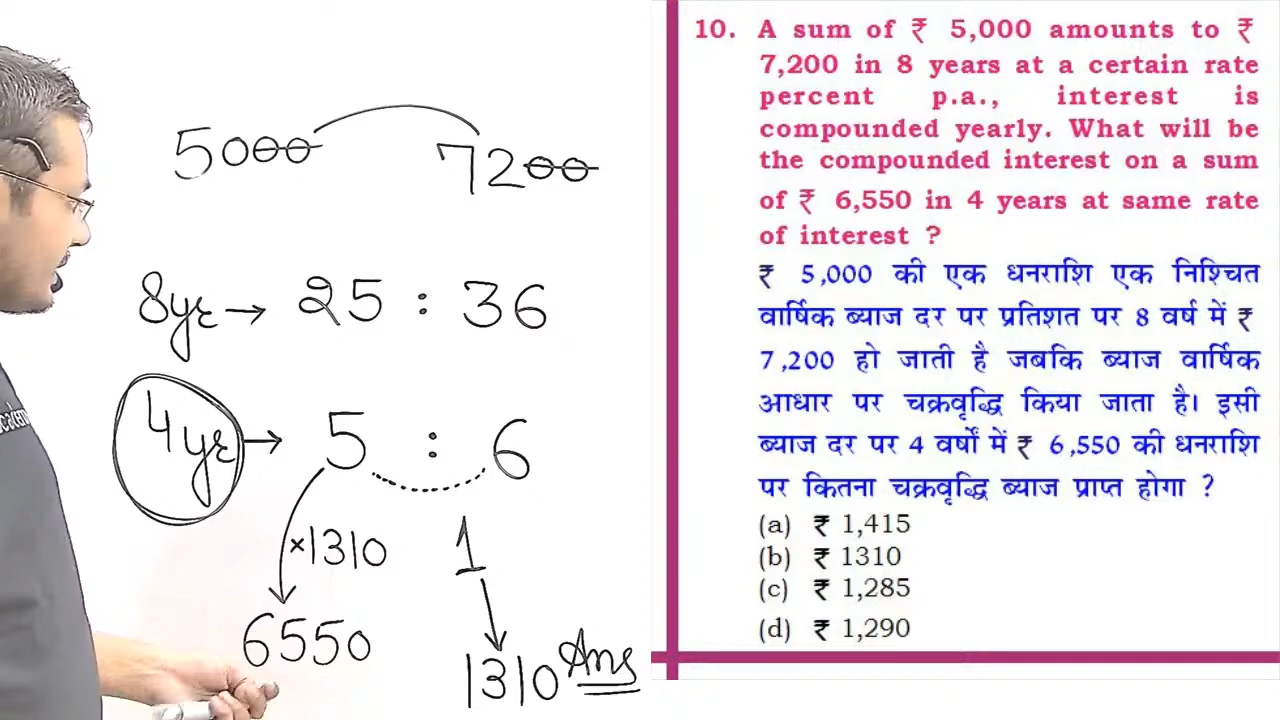 5000 7200
8yr → 25 : 36
4yr → 5 : 6
×1310 1
6550
1310 Ans
10. A sum of ₹ 5,000 amounts to ₹
7,200 in 8 years at a certain rate
percent p.a., interest is
compounded yearly. What will be
the compounded interest on a sum
of ₹ 6,550 in 4 years at same rate
of interest ?
₹ 5,000 की एक धनराशि एक निश्चित
वार्षिक ब्याज दर पर प्रतिशत पर 8 वर्ष में ₹
7,200 हो जाती है जबकि ब्याज वार्षिक
आधार पर चक्रवृद्धि किया जाता है। इसी
ब्याज दर पर 4 वर्षों में ₹ 6,550 की धनराशि
पर कितना चक्रवृद्धि ब्याज प्राप्त होगा ?
(a) ₹ 1,415
(b) ₹ 1310
(c) ₹ 1,285
(d) ₹ 1,290